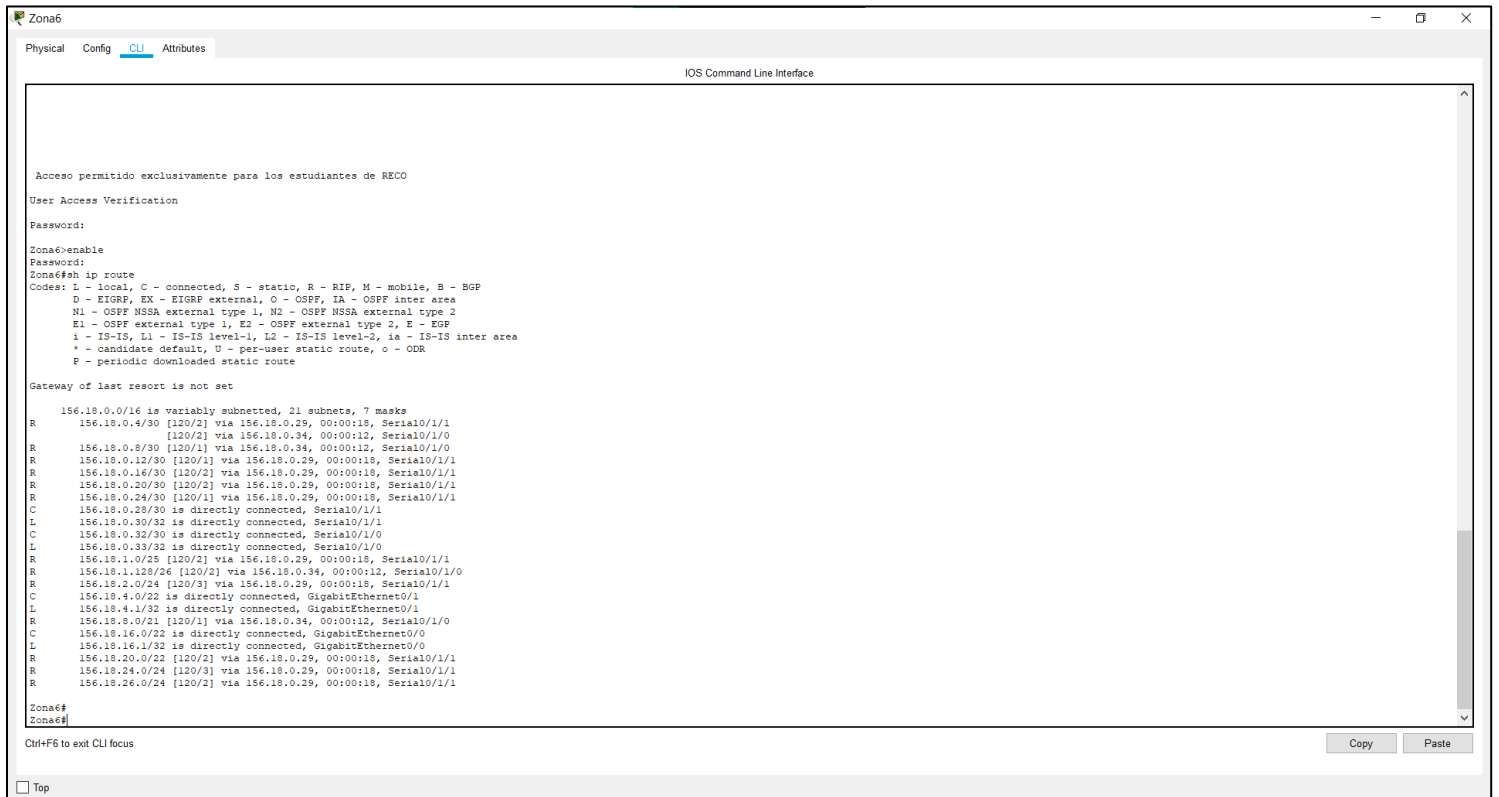 Zona6
Physical Config CLI Attributes
IOS Command Line Interface
Acceso permitido exclusivamente para los estudiantes de RECO
User Access Verification
Password:
Zona6>enable
Password:
Zona6#sh ip route
Codes: L - local, C - connected, S - static, R - RIP, M - mobile, B - BGP
D - EIGRP, EX - EIGRP external, O - OSPF, IA - OSPF inter area
N1 - OSPF NSSA external type 1, N2 - OSPF NSSA external type 2
E1 - OSPF external type 1, E2 - OSPF external type 2, E - EGP
i - IS-IS, L1 - IS-IS level-1, L2 - IS-IS level-2, ia - IS-IS inter area
* - candidate default, U - per-user static route, o - ODR
P - periodic downloaded static route
Gateway of last resort is not set
156.18.0.0/16 is variably subnetted, 21 subnets, 7 masks
R 156.18.0.4/30 [120/2] via 156.18.0.29, 00:00:18, Serial0/1/1
[120/2] via 156.18.0.34, 00:00:12, Serial0/1/0
R 156.18.0.8/30 [120/1] via 156.18.0.34, 00:00:12, Serial0/1/0
R 156.18.0.12/30 [120/1] via 156.18.0.29, 00:00:18, Serial0/1/1
R 156.18.0.16/30 [120/2] via 156.18.0.29, 00:00:18, Serial0/1/1
R 156.18.0.20/30 [120/2] via 156.18.0.29, 00:00:18, Serial0/1/1
R 156.18.0.24/30 [120/1] via 156.18.0.29, 00:00:18, Serial0/1/1
C 156.18.0.28/30 is directly connected, Serial0/1/1
L 156.18.0.30/32 is directly connected, Serial0/1/1
C 156.18.0.32/30 is directly connected, Serial0/1/0
L 156.18.0.33/32 is directly connected, Serial0/1/0
R 156.18.1.0/25 [120/2] via 156.18.0.29, 00:00:18, Serial0/1/1
R 156.18.1.128/26 [120/2] via 156.18.0.34, 00:00:12, Serial0/1/0
R 156.18.2.0/24 [120/3] via 156.18.0.29, 00:00:18, Serial0/1/1
C 156.18.4.0/22 is directly connected, GigabitEthernet0/1
L 156.18.4.1/32 is directly connected, GigabitEthernet0/1
R 156.18.8.0/21 [120/1] via 156.18.0.34, 00:00:12, Serial0/1/0
C 156.18.16.0/22 is directly connected, GigabitEthernet0/0
L 156.18.16.1/32 is directly connected, GigabitEthernet0/0
R 156.18.20.0/22 [120/2] via 156.18.0.29, 00:00:18, Serial0/1/1
R 156.18.24.0/24 [120/3] via 156.18.0.29, 00:00:18, Serial0/1/1
R 156.18.26.0/24 [120/2] via 156.18.0.29, 00:00:18, Serial0/1/1
Zona6#
Zona6#
Ctrl+F6 to exit CLI focus
Copy Paste
Top